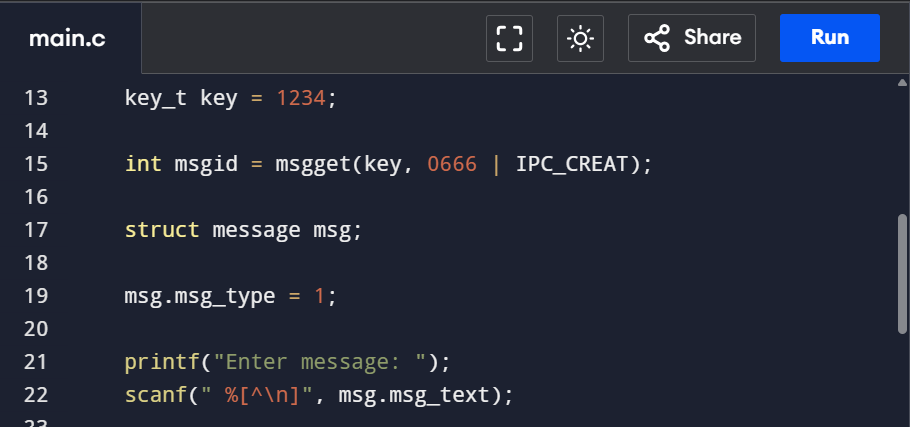 main.c Share Run
13 key_t key = 1234;
14
15 int msgid = msgget(key, 0666 | IPC_CREAT);
16
17 struct message msg;
18
19 msg.msg_type = 1;
20
21 printf("Enter message: ");
22 scanf(" %[^\n]", msg.msg_text);
23